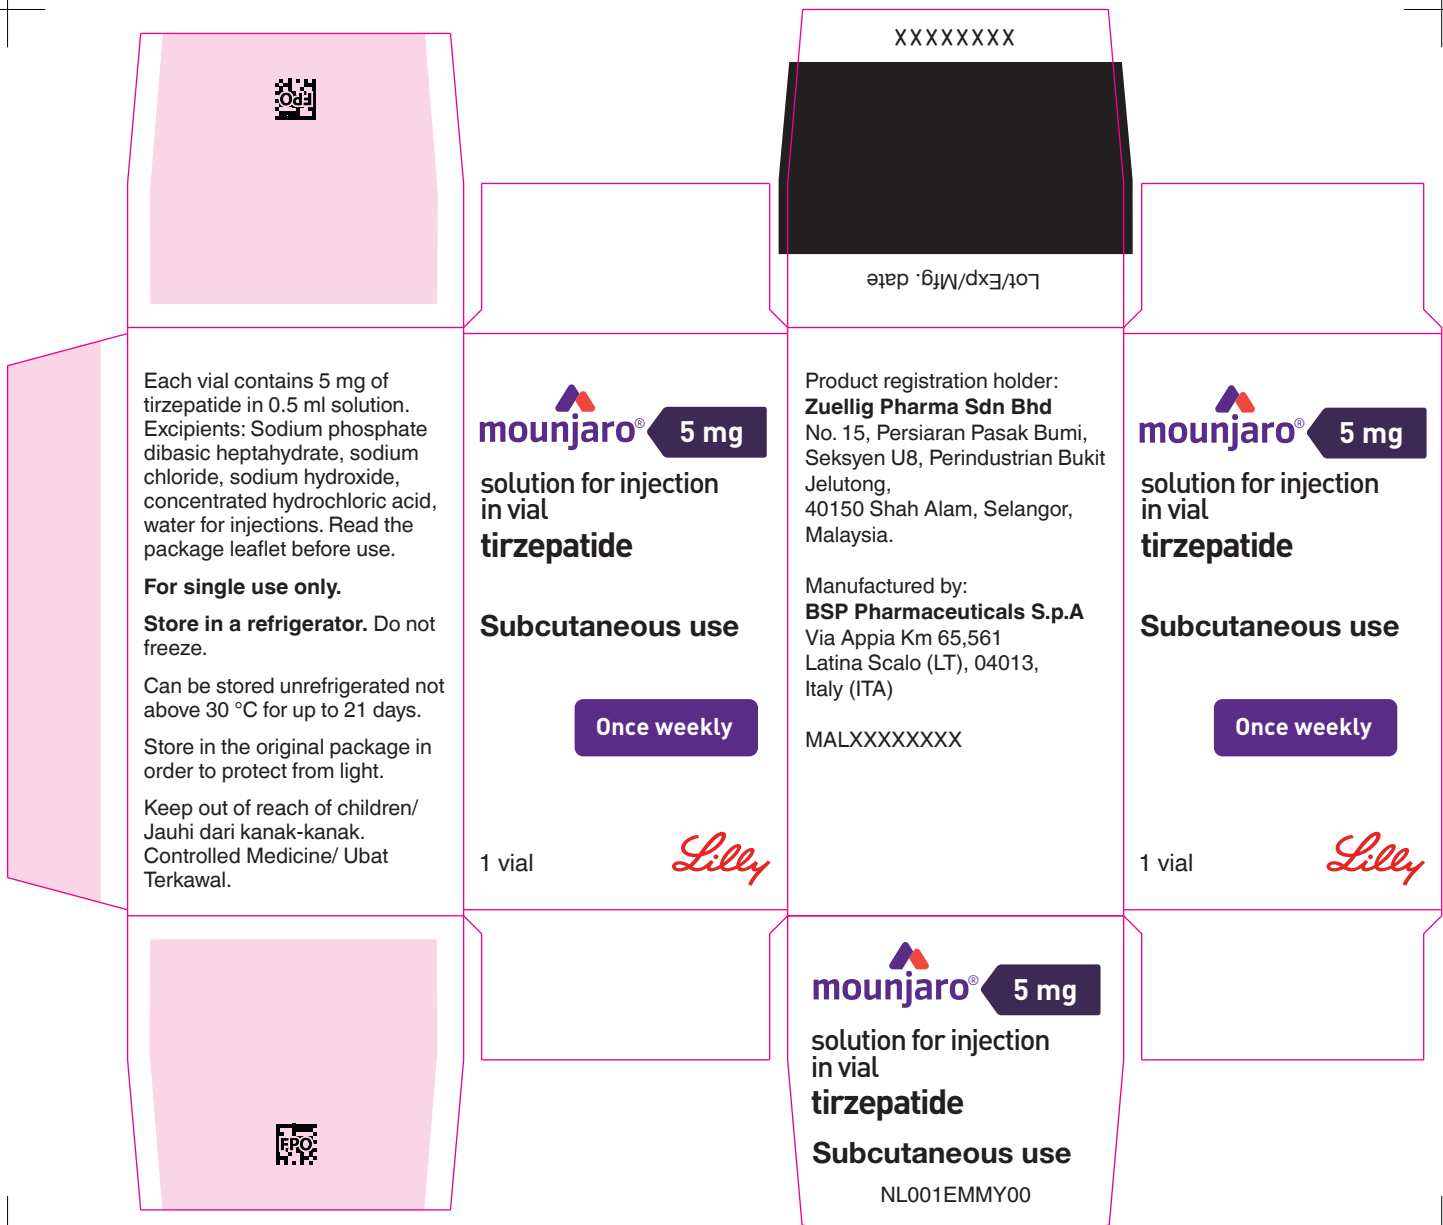 XXXXXXXX
FPO
Lot/Exp/Mfg. date
Each vial contains 5 mg of
tirzepatide in 0.5 ml solution.
Excipients: Sodium phosphate
dibasic heptahydrate, sodium
chloride, sodium hydroxide,
concentrated hydrochloric acid,
water for injections. Read the
package leaflet before use.
For single use only.
Store in a refrigerator. Do not
freeze.
Can be stored unrefrigerated not
above 30 °C for up to 21 days.
Store in the original package in
order to protect from light.
Keep out of reach of children/
Jauhi dari kanak-kanak.
Controlled Medicine/ Ubat
Terkawal.
mounjaro® 5 mg
solution for injection
in vial
tirzepatide
Subcutaneous use
Once weekly
1 vial
Lilly
Product registration holder:
Zuellig Pharma Sdn Bhd
No. 15, Persiaran Pasak Bumi,
Seksyen U8, Perindustrian Bukit
Jelutong,
40150 Shah Alam, Selangor,
Malaysia.
Manufactured by:
BSP Pharmaceuticals S.p.A
Via Appia Km 65,561
Latina Scalo (LT), 04013,
Italy (ITA)
MALXXXXXXXX
mounjaro® 5 mg
solution for injection
in vial
tirzepatide
Subcutaneous use
Once weekly
1 vial
Lilly
FPO
mounjaro® 5 mg
solution for injection
in vial
tirzepatide
Subcutaneous use
NL001EMMY00